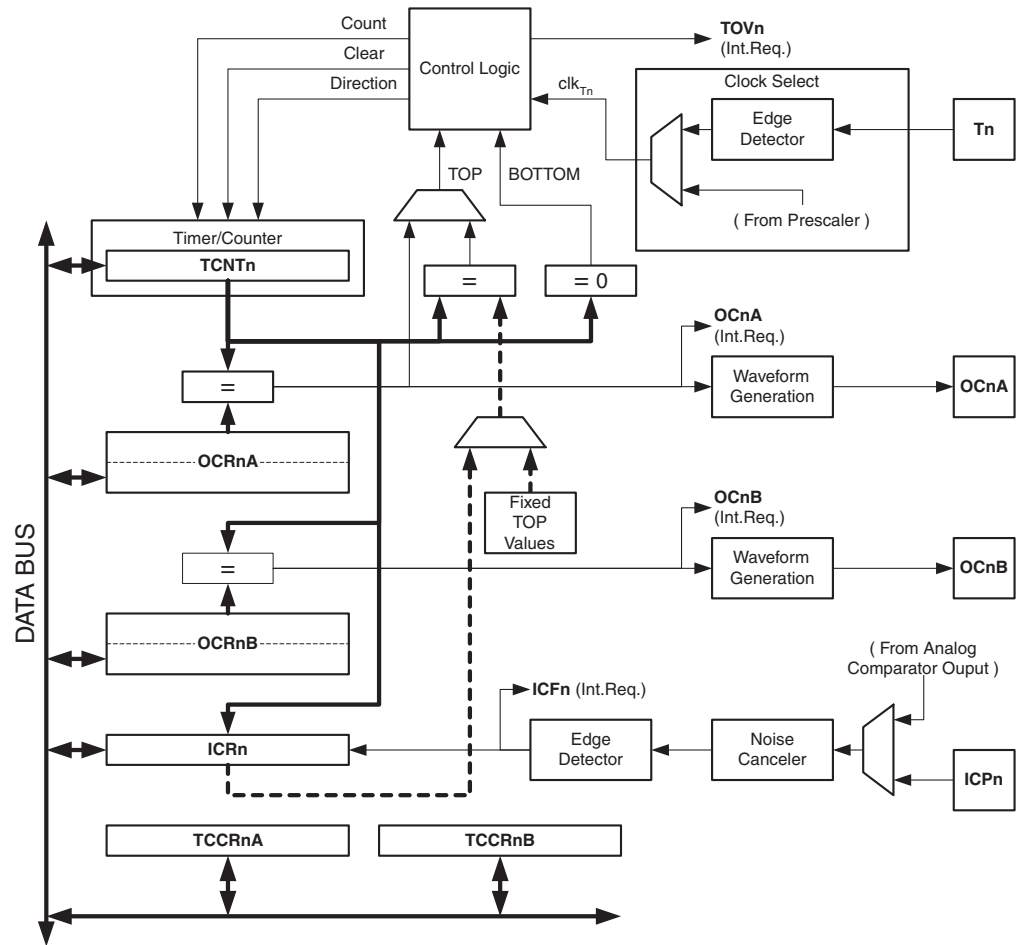 Count
Clear
Direction
Control Logic
TOVn
(Int.Req.)
clkTn
Clock Select
Edge
Detector
Tn
( From Prescaler )
TOP
BOTTOM
Timer/Counter
TCNTn
=
= 0
OCnA
(Int.Req.)
=
Waveform
Generation
OCnA
OCRnA
Fixed
TOP
Values
OCnB
(Int.Req.)
=
Waveform
Generation
OCnB
OCRnB
DATA BUS
( From Analog
Comparator Ouput )
ICFn (Int.Req.)
ICRn
Edge
Detector
Noise
Canceler
ICPn
TCCRnA
TCCRnB